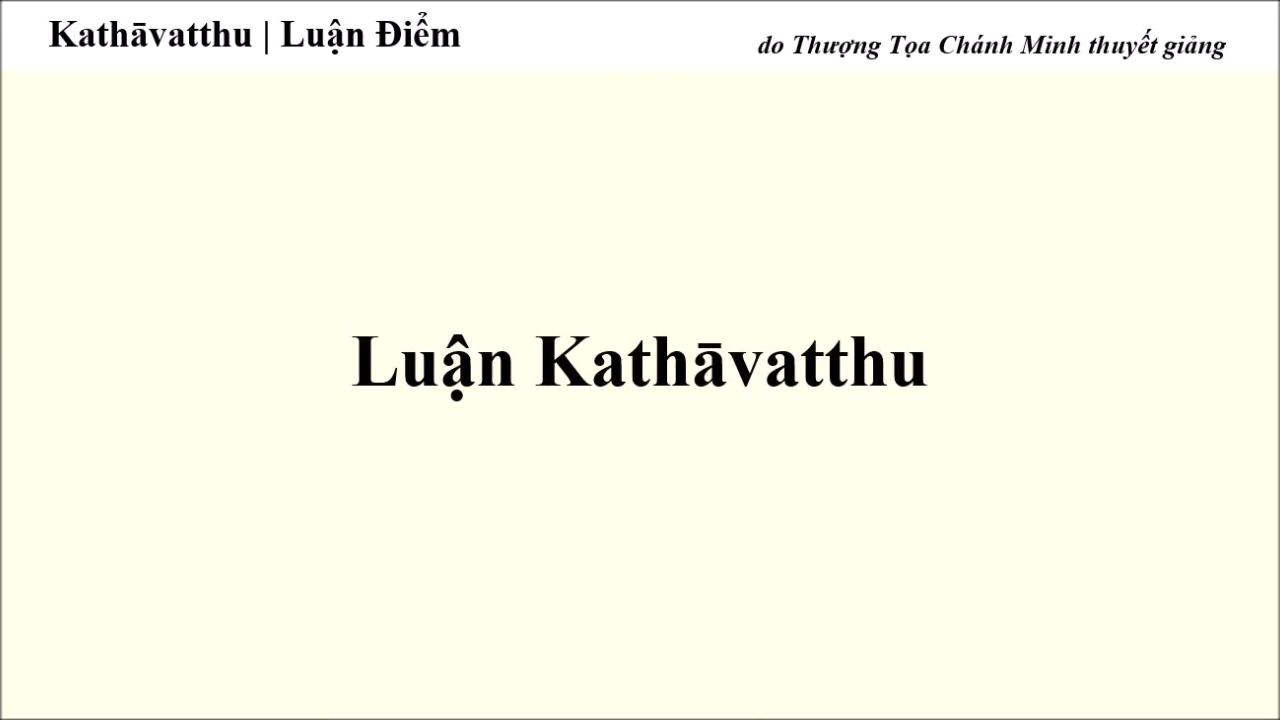 Kathāvatthu | Luận Điểm
do Thượng Tọa Chánh Minh thuyết giảng
Luận Kathāvatthu